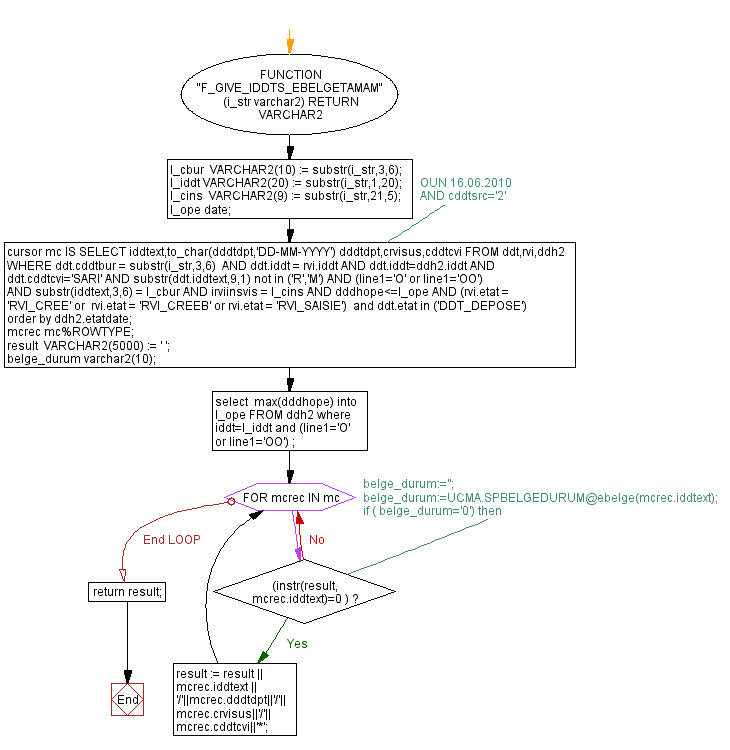 FUNCTION
"F_GIVE_IDDTS_EBELGETAMAM"
(i_str varchar2) RETURN
VARCHAR2
l_cbur  VARCHAR2(10) := substr(i_str,3,6);
l_iddt VARCHAR2(20) := substr(i_str,1,20);
l_cins  VARCHAR2(9) := substr(i_str,21,5);
l_ope date;
OUN 16.06.2010
AND cddtsrc='2'
cursor mc IS SELECT iddtext,to_char(dddtdpt,'DD-MM-YYYY') dddtdpt,crvisus,cddtcvi FROM ddt,rvi,ddh2
WHERE ddt.cddtbur = substr(i_str,3,6)  AND ddt.iddt = rvi.iddt AND ddt.iddt=ddh2.iddt AND
ddt.cddtcvi='SARI' AND substr(ddt.iddtext,9,1) not in ('R','M') AND (line1='O' or line1='OO')
AND substr(iddtext,3,6) = l_cbur AND irviinsvis = l_cins AND dddhope<=l_ope AND (rvi.etat =
'RVI_CREE' or  rvi.etat = 'RVI_CREEB' or rvi.etat = 'RVI_SAISIE')  and ddt.etat in ('DDT_DEPOSE')
order by ddh2.etatdate;
mcrec mc%ROWTYPE;
result  VARCHAR2(5000) := ' ';
belge_durum varchar2(10);
select  max(dddhope) into
l_ope FROM ddh2 where
iddt=l_iddt and (line1='O'
or line1='OO') ;
FOR mcrec IN mc
belge_durum:='';
belge_durum:=UCMA.SPBELGEDURUM@ebelge(mcrec.iddtext);
if ( belge_durum='0') then
End LOOP
No
return result;
(instr(result,
mcrec.iddtext)=0 ) ?
Yes
End
result := result ||
mcrec.iddtext ||
'/'||mcrec.dddtdpt||'/'||
mcrec.crvisus||'/'||
mcrec.cddtcvi||'*';